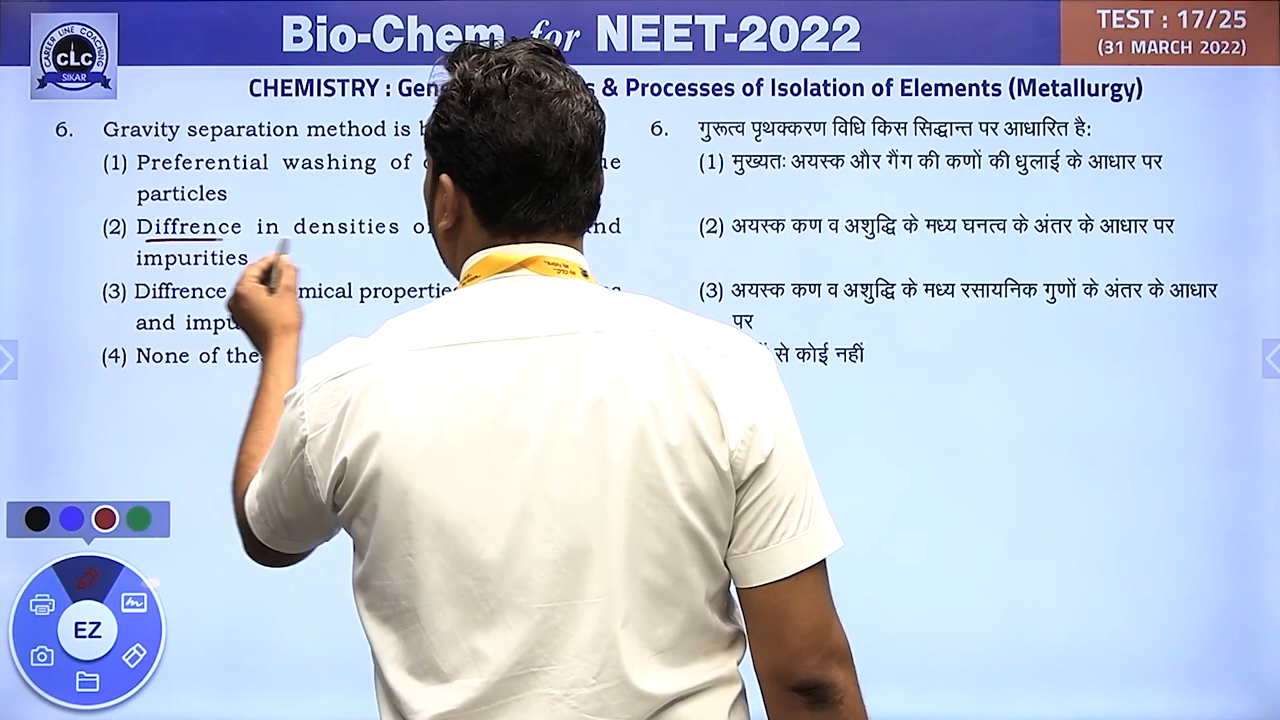 Bio-Chem for NEET-2022
TEST : 17/25
(31 MARCH 2022)
CAREER LINE COACHING
CLC
SIKAR
CHEMISTRY : & Processes of Isolation of Elements (Metallurgy)
6. Gravity separation method is
(1) Preferential washing of
particles
(2) Diffrence in densities
impurities
(3) Diffrence
and
(4) None of
6. गुरूत्व पृथक्करण विधि किस सिद्धान्त पर आधारित है:
(1) मुख्यतः अयस्क और गैंग की कणों की धुलाई के आधार पर
(2) अयस्क कण व अशुद्धि के मध्य घनत्व के अंतर के आधार पर
(3) अयस्क कण व अशुद्धि के मध्य रसायनिक गुणों के अंतर के आधार
पर
से कोई नहीं
EZ